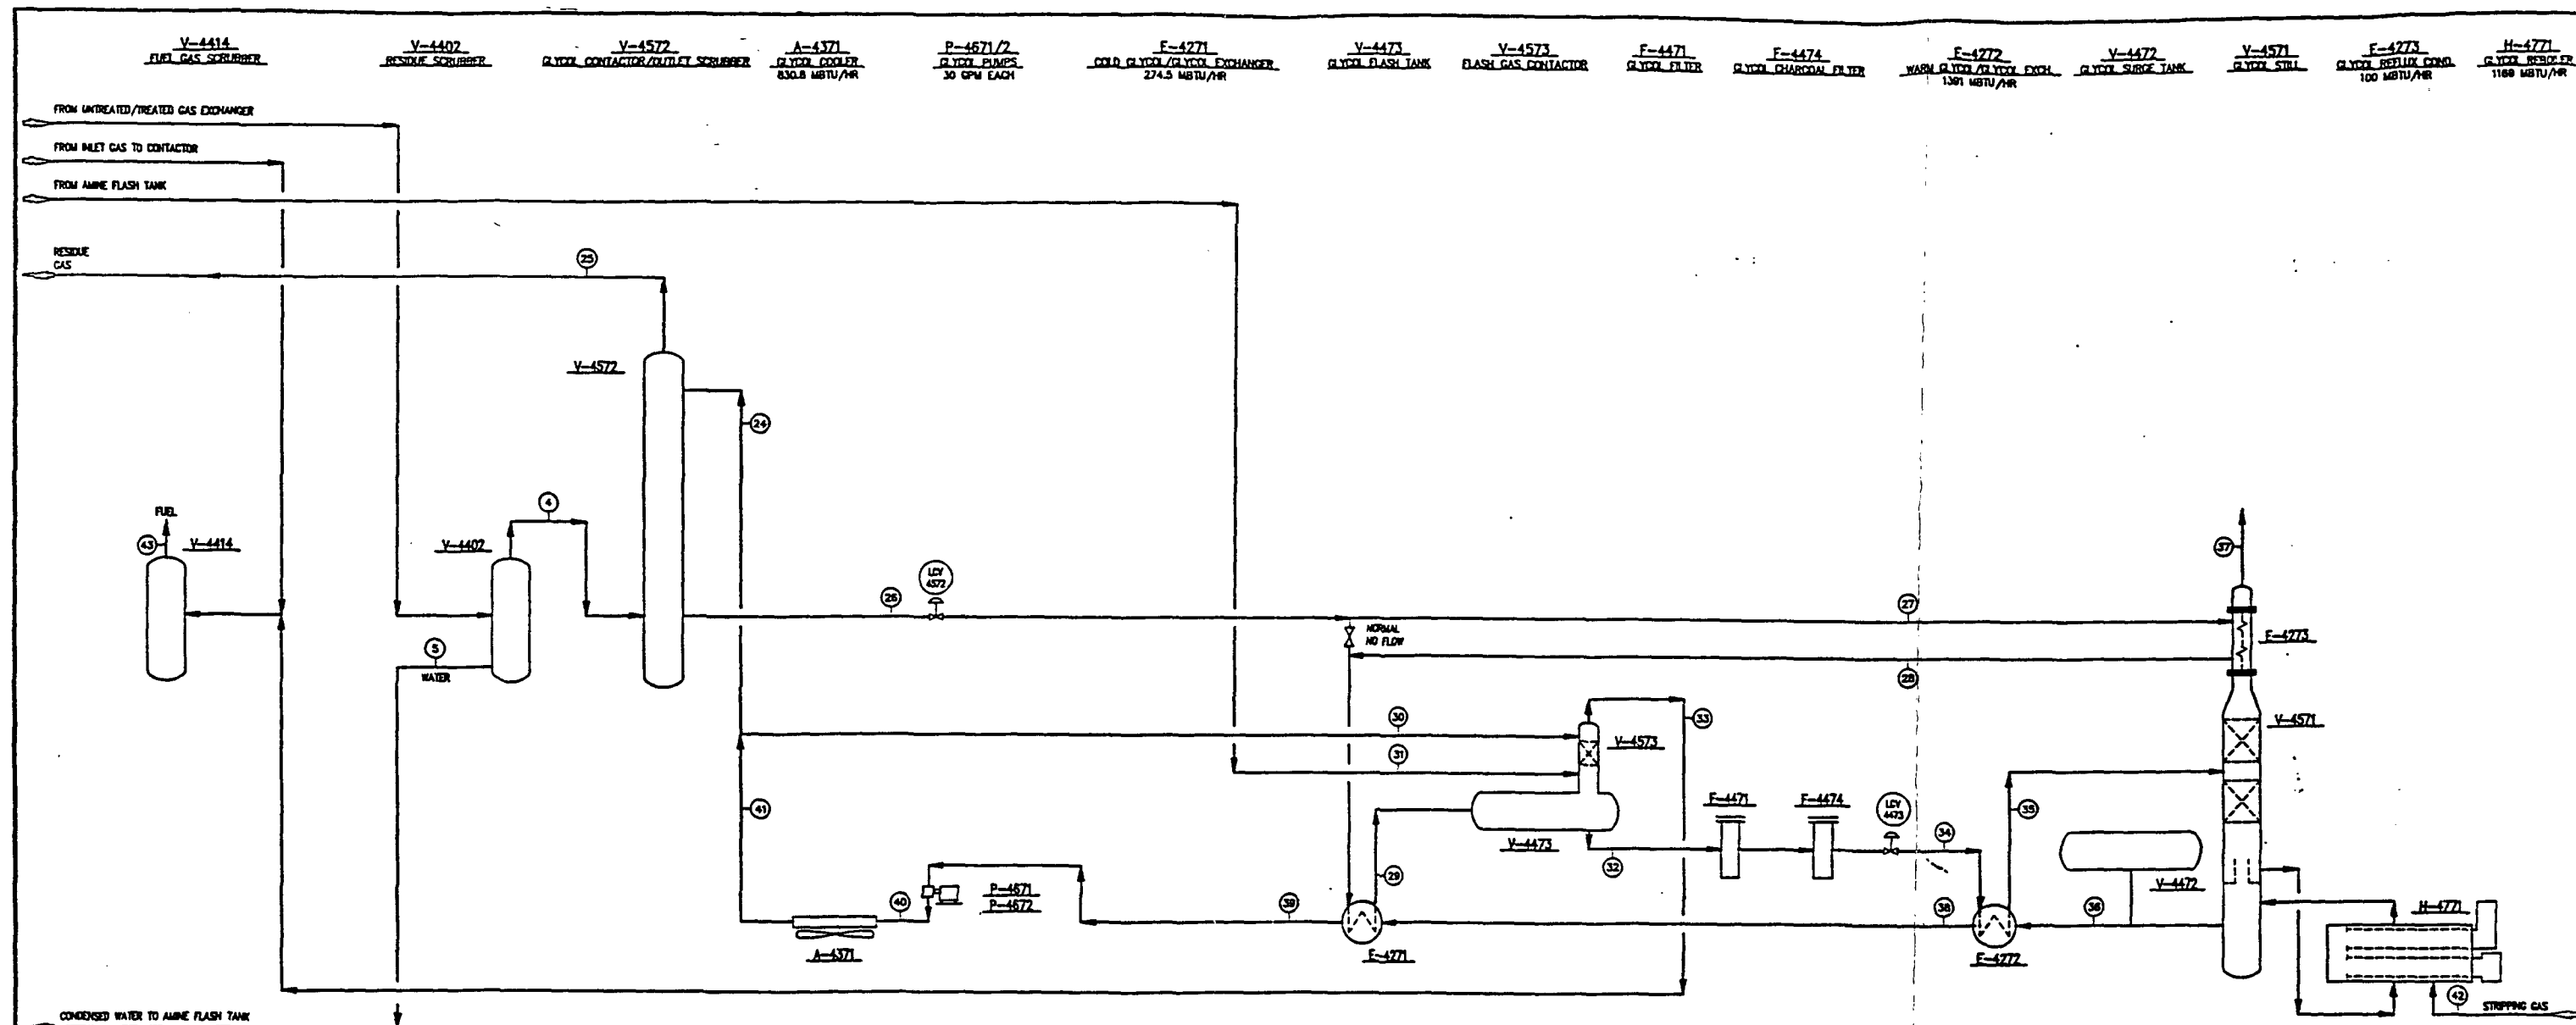 V-4414
FUEL GAS SCRUBBER
V-4402
RESIDUE SCRUBBER
V-4572
GLYCOL CONTACTOR/OUTLET SCRUBBER
A-4371
GLYCOL COOLER
830.8 MBTU/HR
P-4671/2
GLYCOL PUMPS
30 GPM EACH
E-4271
COLD GLYCOL/GLYCOL EXCHANGER
274.5 MBTU/HR
V-4473
GLYCOL FLASH TANK
V-4573
FLASH GAS CONTACTOR
F-4471
GLYCOL FILTER
F-4474
GLYCOL CHARCOAL FILTER
E-4272
WARM GLYCOL/GLYCOL EXCH.
1391 MBTU/HR
V-4472
GLYCOL SURGE TANK
V-4571
GLYCOL STILL
E-4273
GLYCOL REFLUX COND.
100 MBTU/HR
H-4771
GLYCOL REBOILER
1168 MBTU/HR
FROM UNTREATED/TREATED GAS EXCHANGER
FROM INLET GAS TO CONTACTOR
FROM AMINE FLASH TANK
RESIDUE
GAS
25
V-4572
24
4
FUEL
43
V-4414
V-4402
37
LCV
4572
26
27
NORMAL
NO FLOW
E-4273
5
WATER
28
30
33
V-4571
V-4573
31
41
F-4471
F-4474
LCV
4473
35
34
V-4473
32
29
V-4472
P-4671
P-4672
40
39
38
36
H-4771
A-4371
E-4271
E-4272
42
STRIPPING GAS
CONDENSED WATER TO AMINE FLASH TANK